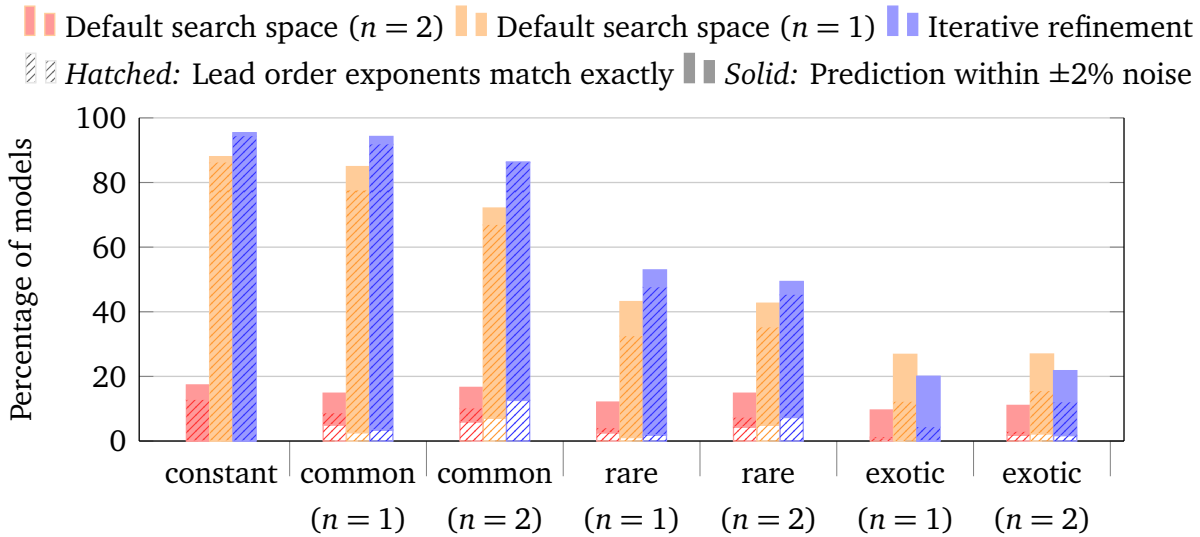 Default search space (n = 2) Default search space (n = 1) Iterative refinement
Hatched: Lead order exponents match exactly Solid: Prediction within ±2% noise
Percentage of models
100
80
60
40
20
0
constant common common rare rare exotic exotic
(n = 1) (n = 2) (n = 1) (n = 2) (n = 1) (n = 2)